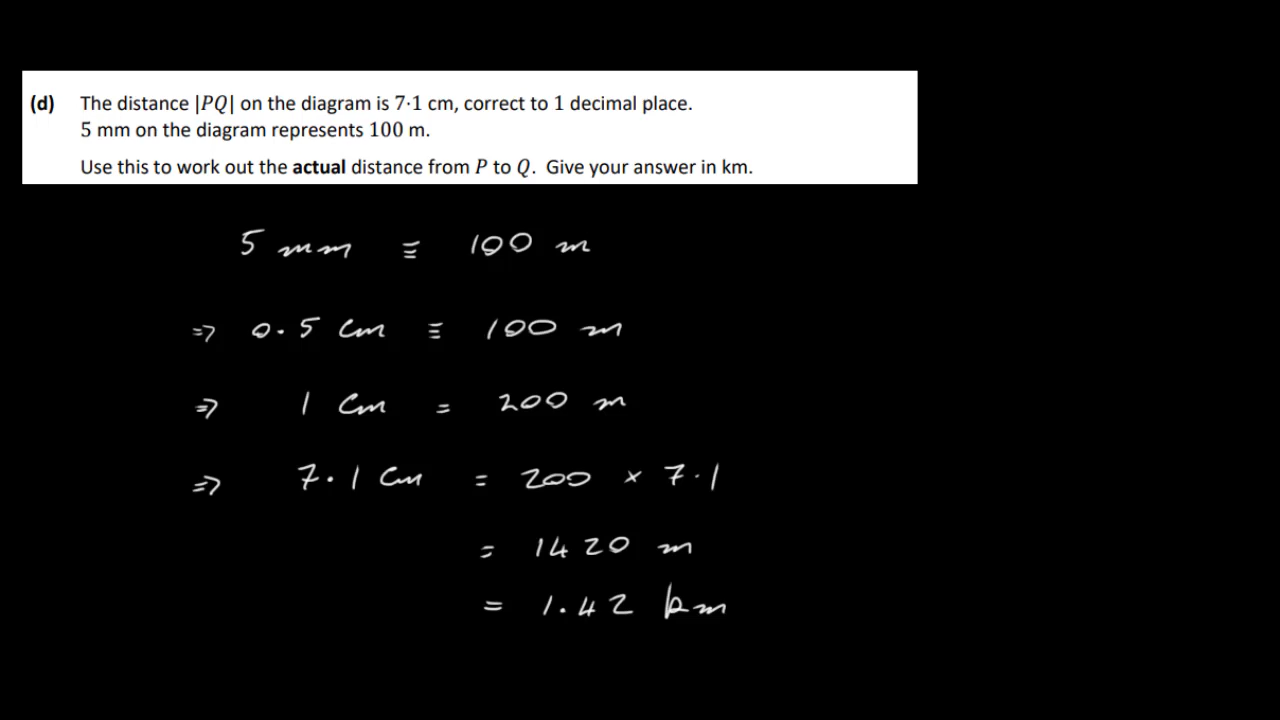 (d) The distance |PQ| on the diagram is 7·1 cm, correct to 1 decimal place.
5 mm on the diagram represents 100 m.
Use this to work out the actual distance from P to Q. Give your answer in km.
5 mm ≡ 100 m
⇒ 0.5 cm ≡ 100 m
⇒ 1 cm = 200 m
⇒ 7.1 cm = 200 × 7.1
= 1420 m
= 1.42 km